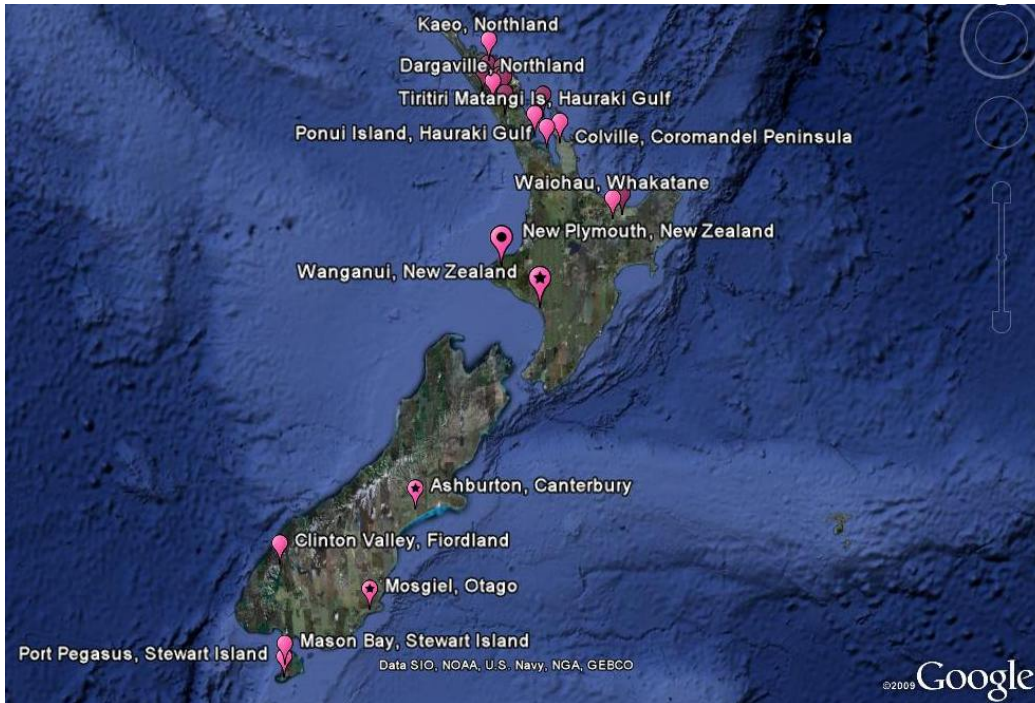 Kaeo, Northland
Dargaville, Northland
Tiritiri Matangi Is, Hauraki Gulf
Ponui Island, Hauraki Gulf
Colville, Coromandel Peninsula
Waiohau, Whakatane
New Plymouth, New Zealand
Wanganui, New Zealand
Ashburton, Canterbury
Clinton Valley, Fiordland
Mosgiel, Otago
Mason Bay, Stewart Island
Port Pegasus, Stewart Island
Data SIO, NOAA, U.S. Navy, NGA, GEBCO
©2009 Google